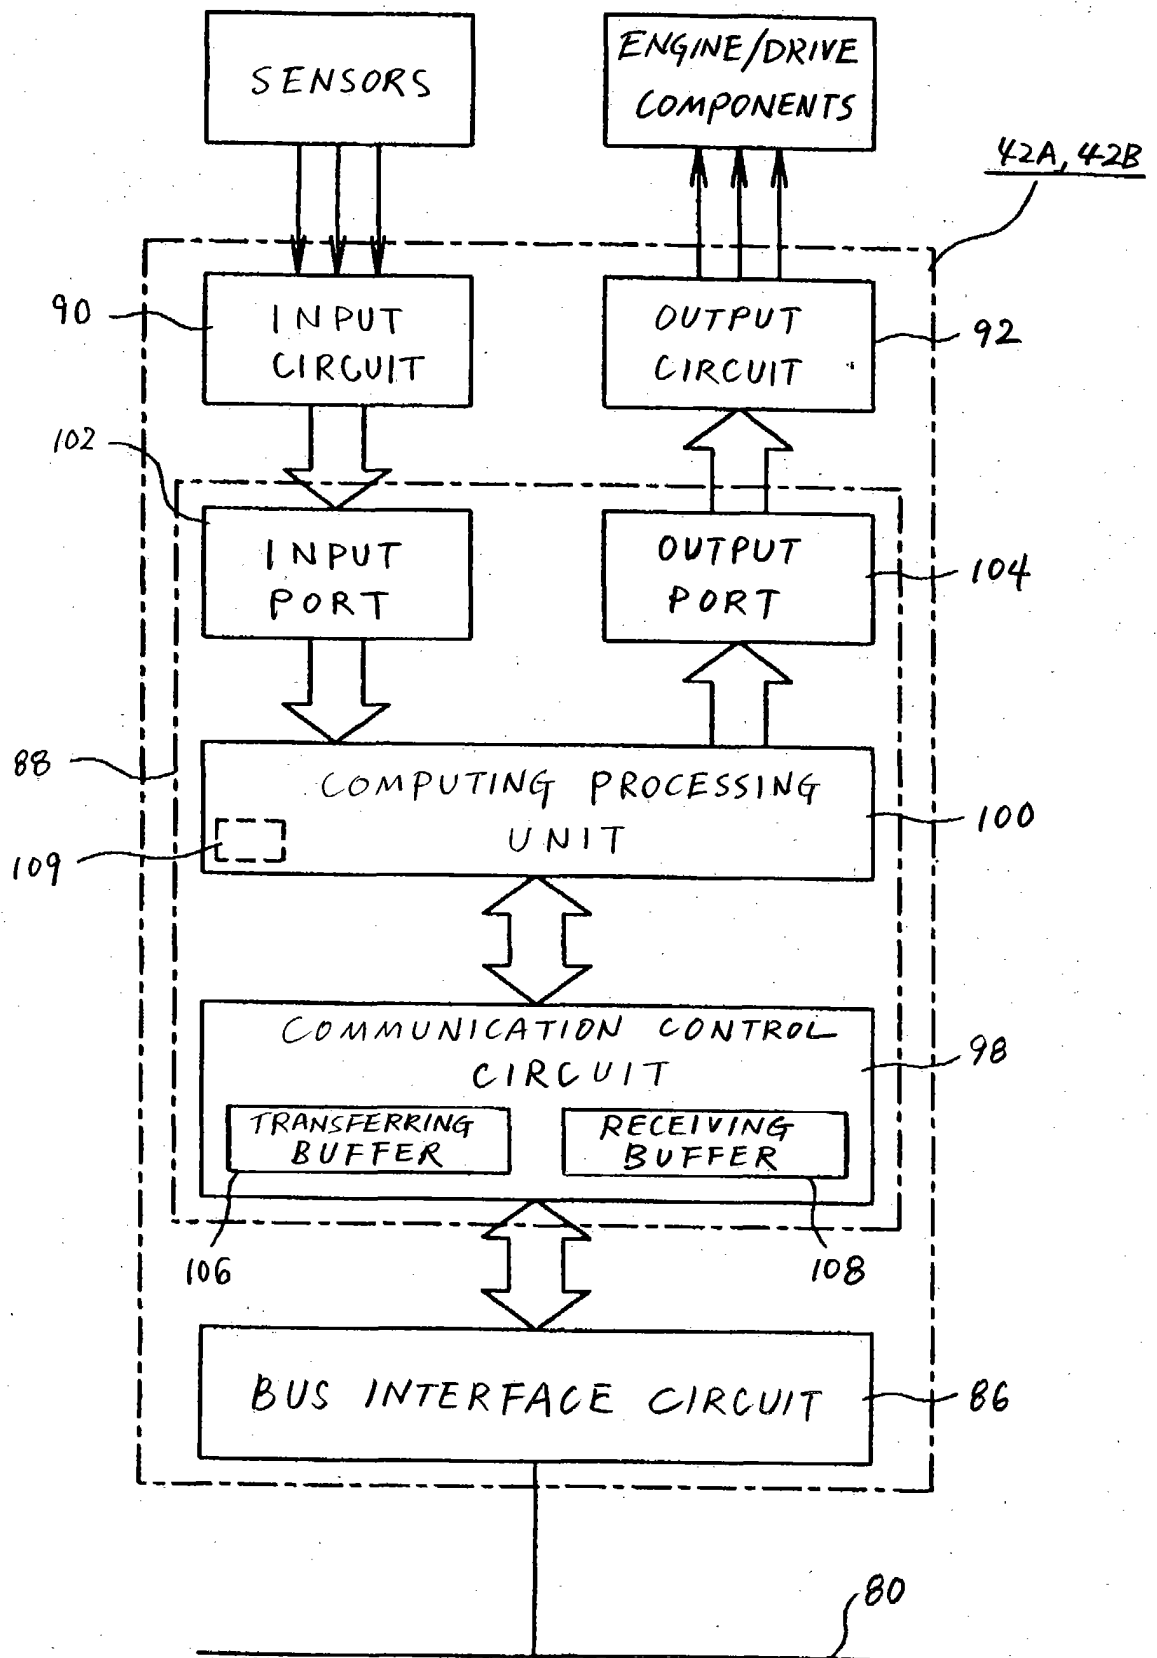 SENSORS
ENGINE/DRIVE
COMPONENTS
42A, 42B
90
INPUT
CIRCUIT
OUTPUT
CIRCUIT
92
102
INPUT
PORT
OUTPUT
PORT
104
88
COMPUTING PROCESSING
UNIT
100
109
COMMUNICATION CONTROL
CIRCUIT
98
TRANSFERRING
BUFFER
RECEIVING
BUFFER
106
108
BUS INTERFACE CIRCUIT
86
80